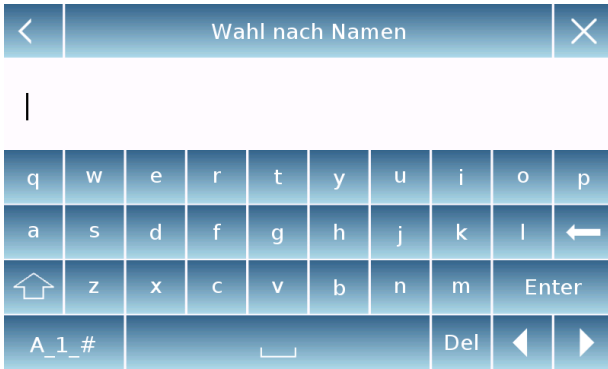 Wahl nach Namen
q w e r t y u i o p
a s d f g h j k l
z x c v b n m Enter
A_1_# Del